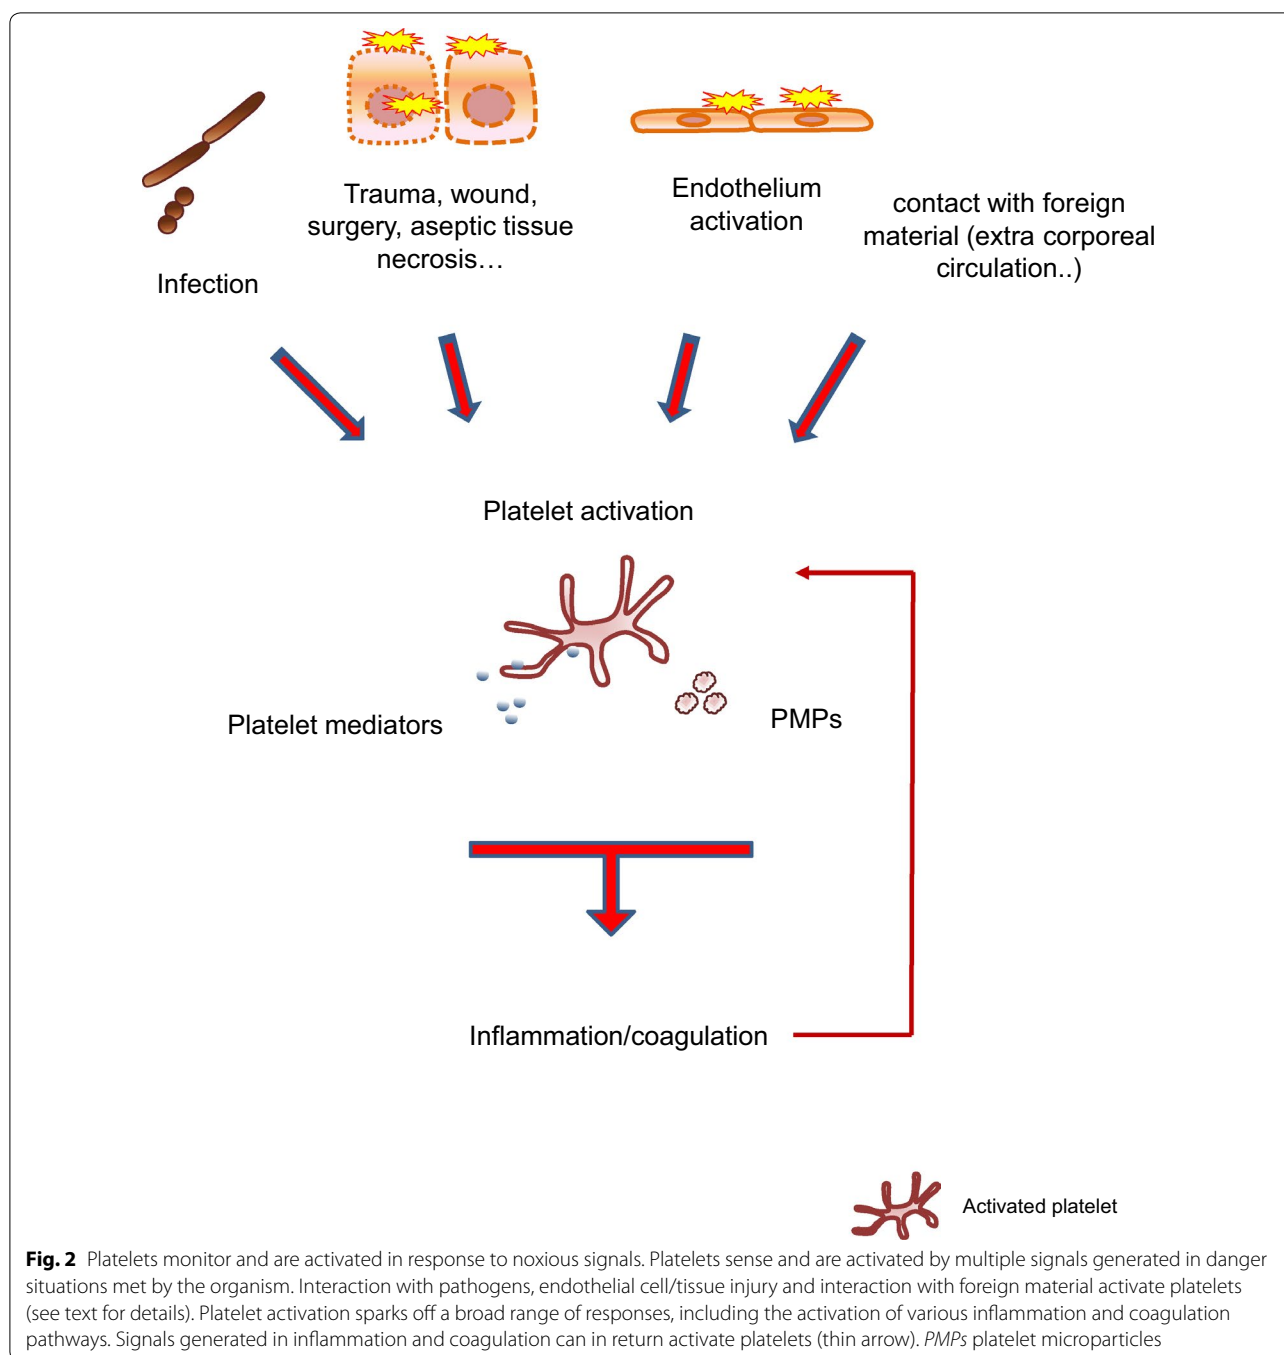 Infection
Trauma, wound,
surgery, aseptic tissue
necrosis…
Endothelium
activation
contact with foreign
material (extra corporeal
circulation..)
Platelet activation
Platelet mediators
PMPs
Inflammation/coagulation
Activated platelet
Fig. 2 Platelets monitor and are activated in response to noxious signals. Platelets sense and are activated by multiple signals generated in danger
situations met by the organism. Interaction with pathogens, endothelial cell/tissue injury and interaction with foreign material activate platelets
(see text for details). Platelet activation sparks off a broad range of responses, including the activation of various inflammation and coagulation
pathways. Signals generated in inflammation and coagulation can in return activate platelets (thin arrow). PMPs platelet microparticles